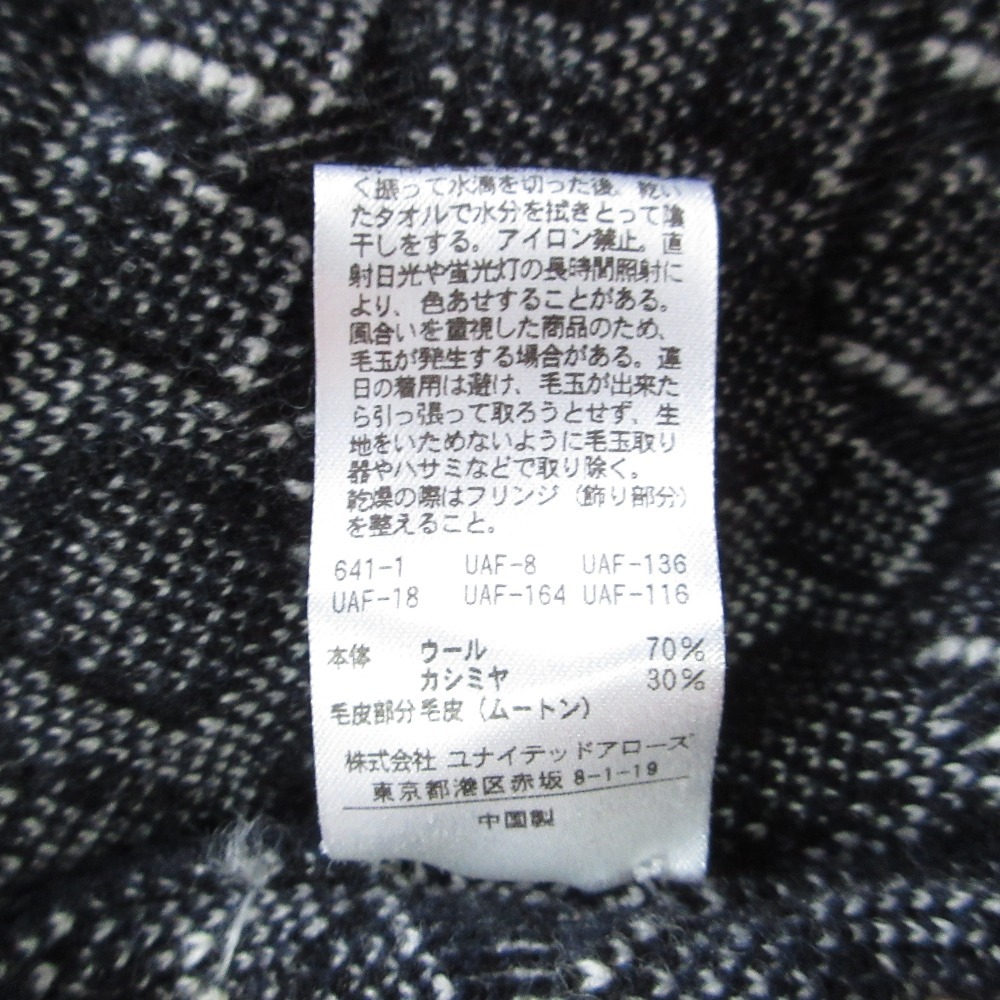 く振って水滴を切った後、乾い
たタオルで水分を拭きとって陰
干しをする。アイロン禁止。直
射日光や蛍光灯の長時間照射に
より、色あせすることがある。
風合いを重視した商品のため、
毛玉が発生する場合がある。連
日の着用は避け、毛玉が出来た
ら引っ張って取ろうとせず、生
地をいためないように毛玉取り
器やハサミなどで取り除く。
乾燥の際はフリンジ（飾り部分）
を整えること。
641-1 UAF-8 UAF-136
UAF-18 UAF-164 UAF-116
本体 ウール 70%
カシミヤ 30%
毛皮部分 毛皮（ムートン）
株式会社 ユナイテッドアローズ
東京都港区赤坂 8-1-19
中国製